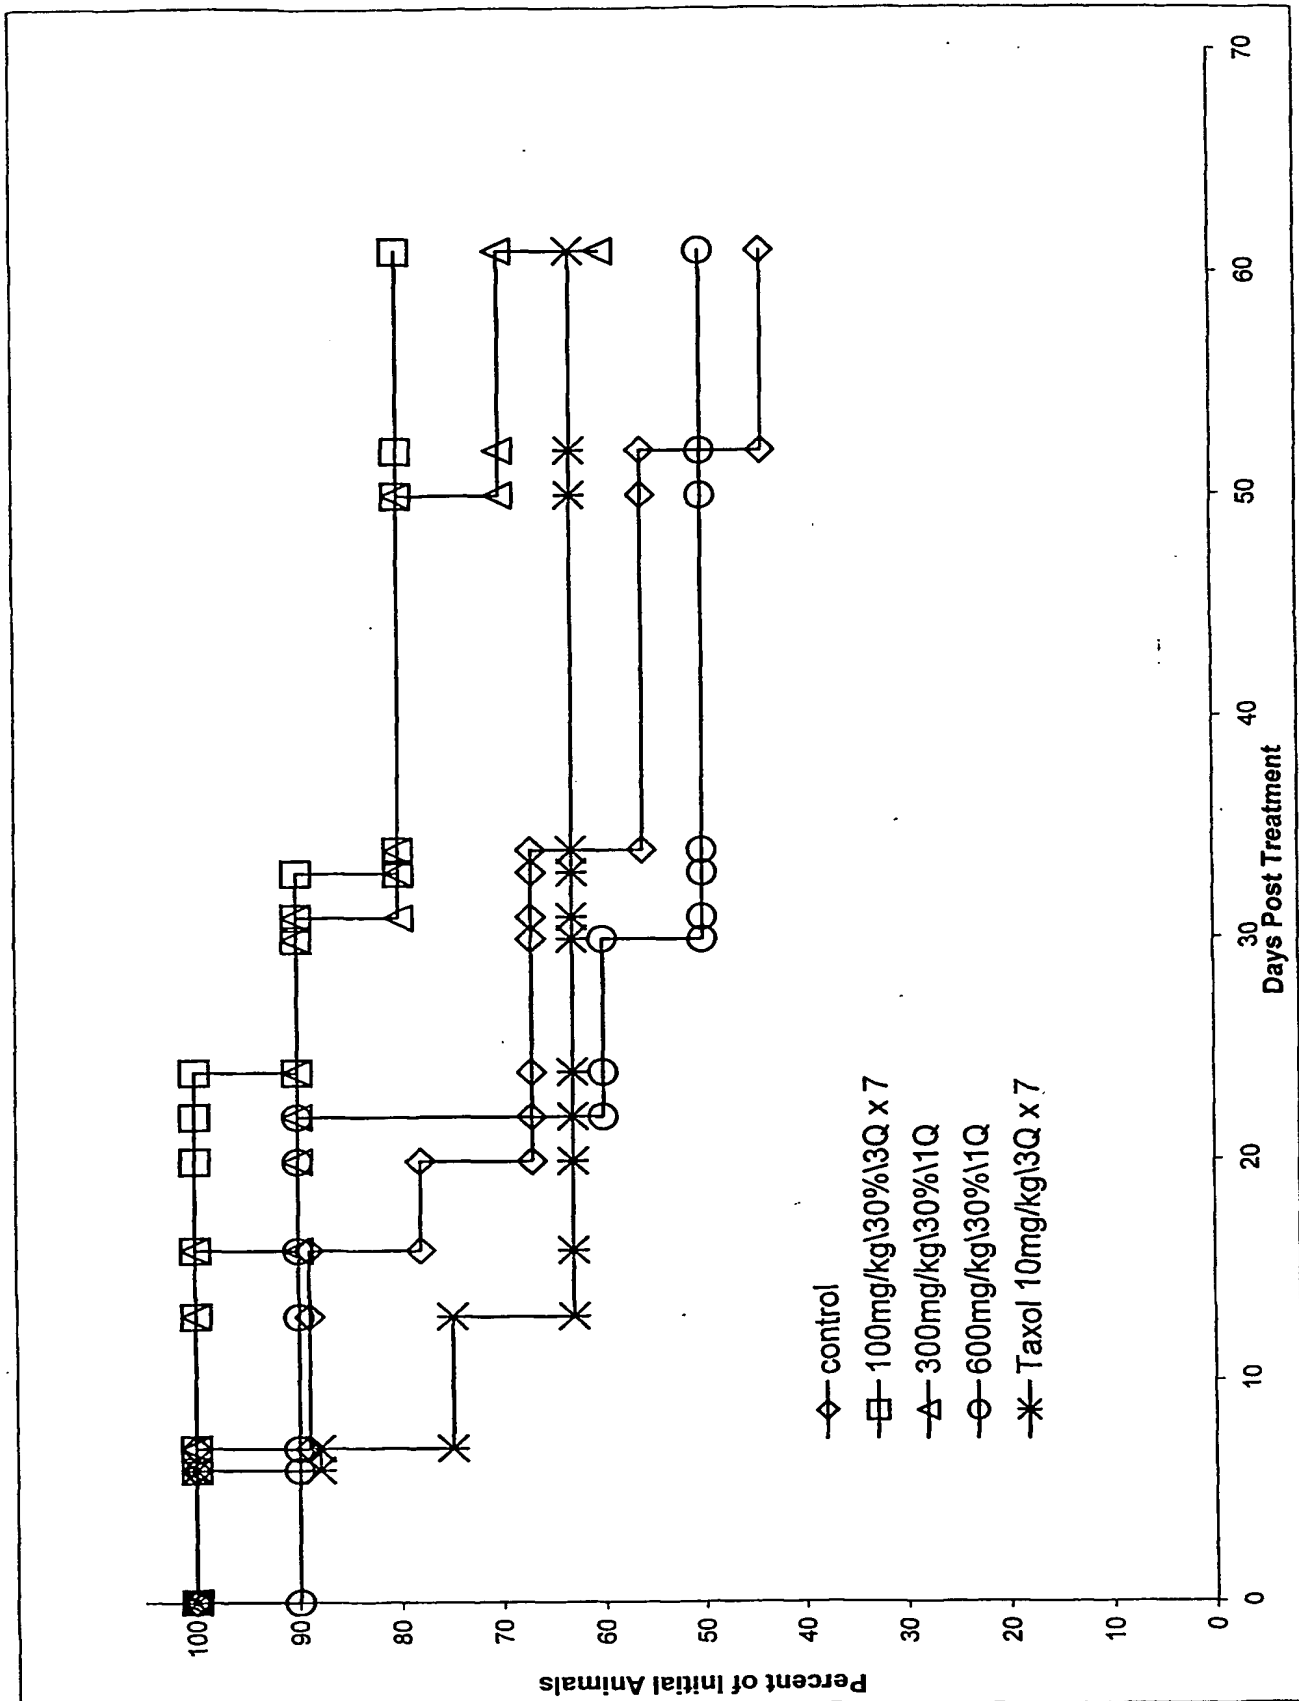 Percent of Initial Animals
100
90
80
70
60
50
40
30
20
10
0
0
10
20
30
40
50
60
70
Days Post Treatment
control
100mg/kg\30%\3Q x 7
300mg/kg\30%\1Q
600mg/kg\30%\1Q
Taxol 10mg/kg\3Q x 7